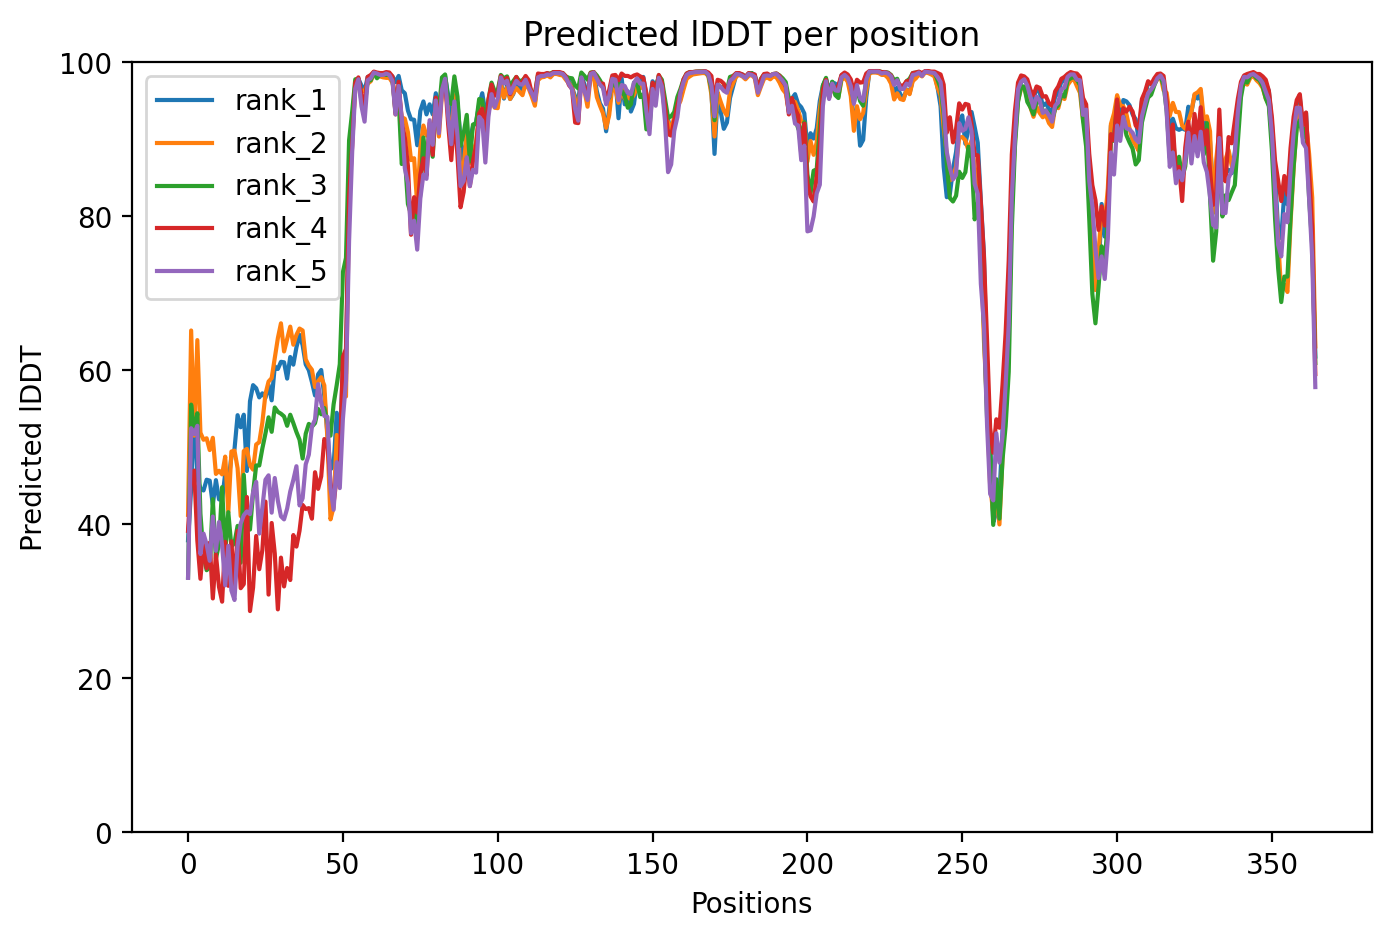 Predicted lDDT per position
rank_1
rank_2
rank_3
rank_4
rank_5
100
80
60
40
20
0
Predicted lDDT
0 50 100 150 200 250 300 350
Positions